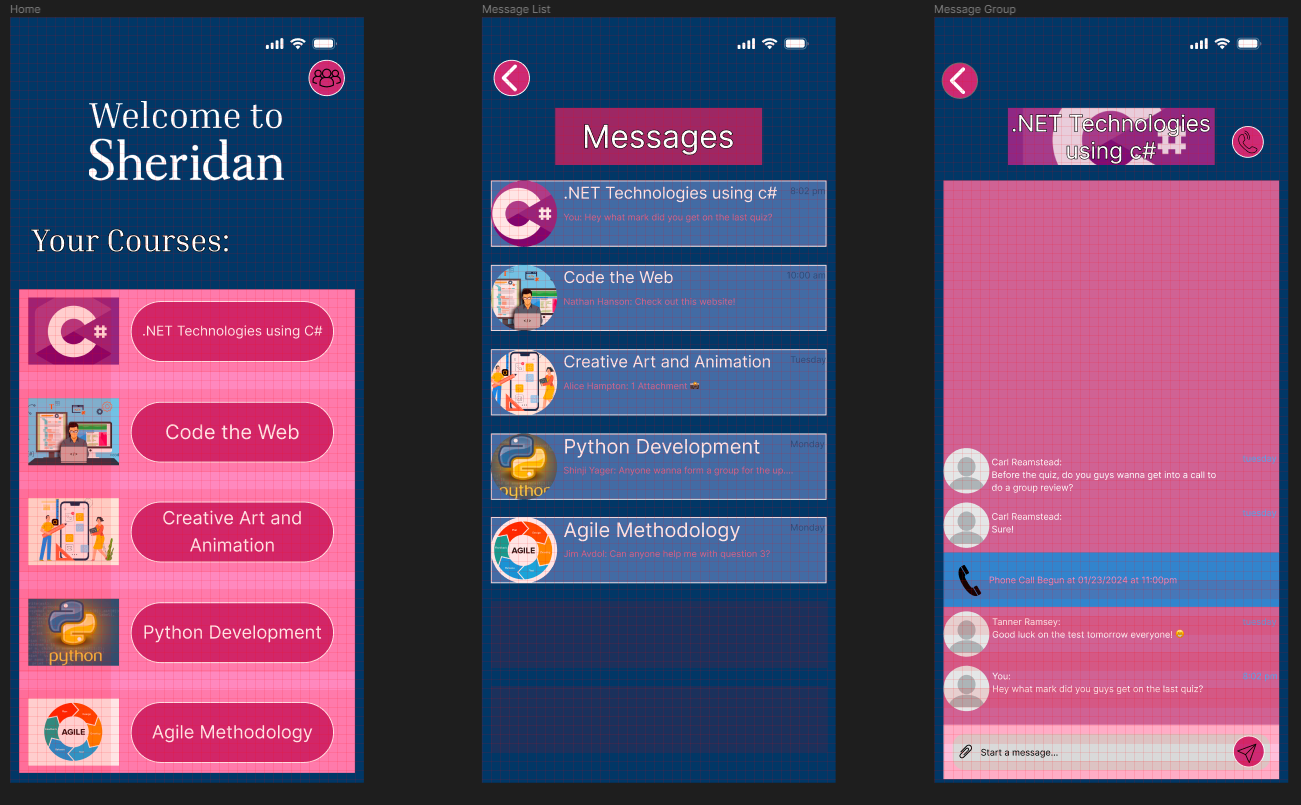 Home
Welcome to
Sheridan
Your Courses:
.NET Technologies using C#
Code the Web
Creative Art and
Animation
python
Python Development
AGILE
Agile Methodology
Message List
Messages
.NET Technologies using c#
8:02 pm
You: Hey what mark did you get on the last quiz?
Code the Web
10:00 am
Nathan Hanson: Check out this website!
Creative Art and Animation
Tuesday
Alice Hampton: 1 Attachment 📸
Python Development
Monday
Shinji Yager: Anyone wanna form a group for the up....
python
Agile Methodology
Monday
AGILE
Jim Avdol: Can anyone help me with question 3?
Message Group
.NET Technologies
using c#
Carl Reamstead:
Before the quiz, do you guys wanna get into a call to
do a group review?
Carl Reamstead:
Sure!
Phone Call Begun at 01/23/2024 at 11:00pm
Tanner Ramsey:
Good luck on the test tomorrow everyone! 😊
You:
Hey what mark did you guys get on the last quiz?
Start a message...